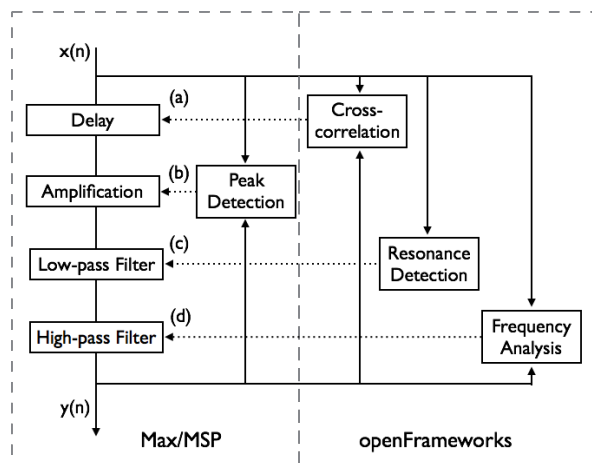 x(n)
(a)
Cross-
correlation
Delay
(b)
Peak
Detection
Amplification
(c)
Resonance
Detection
Low-pass Filter
(d)
Frequency
Analysis
High-pass Filter
y(n)
Max/MSP
openFrameworks